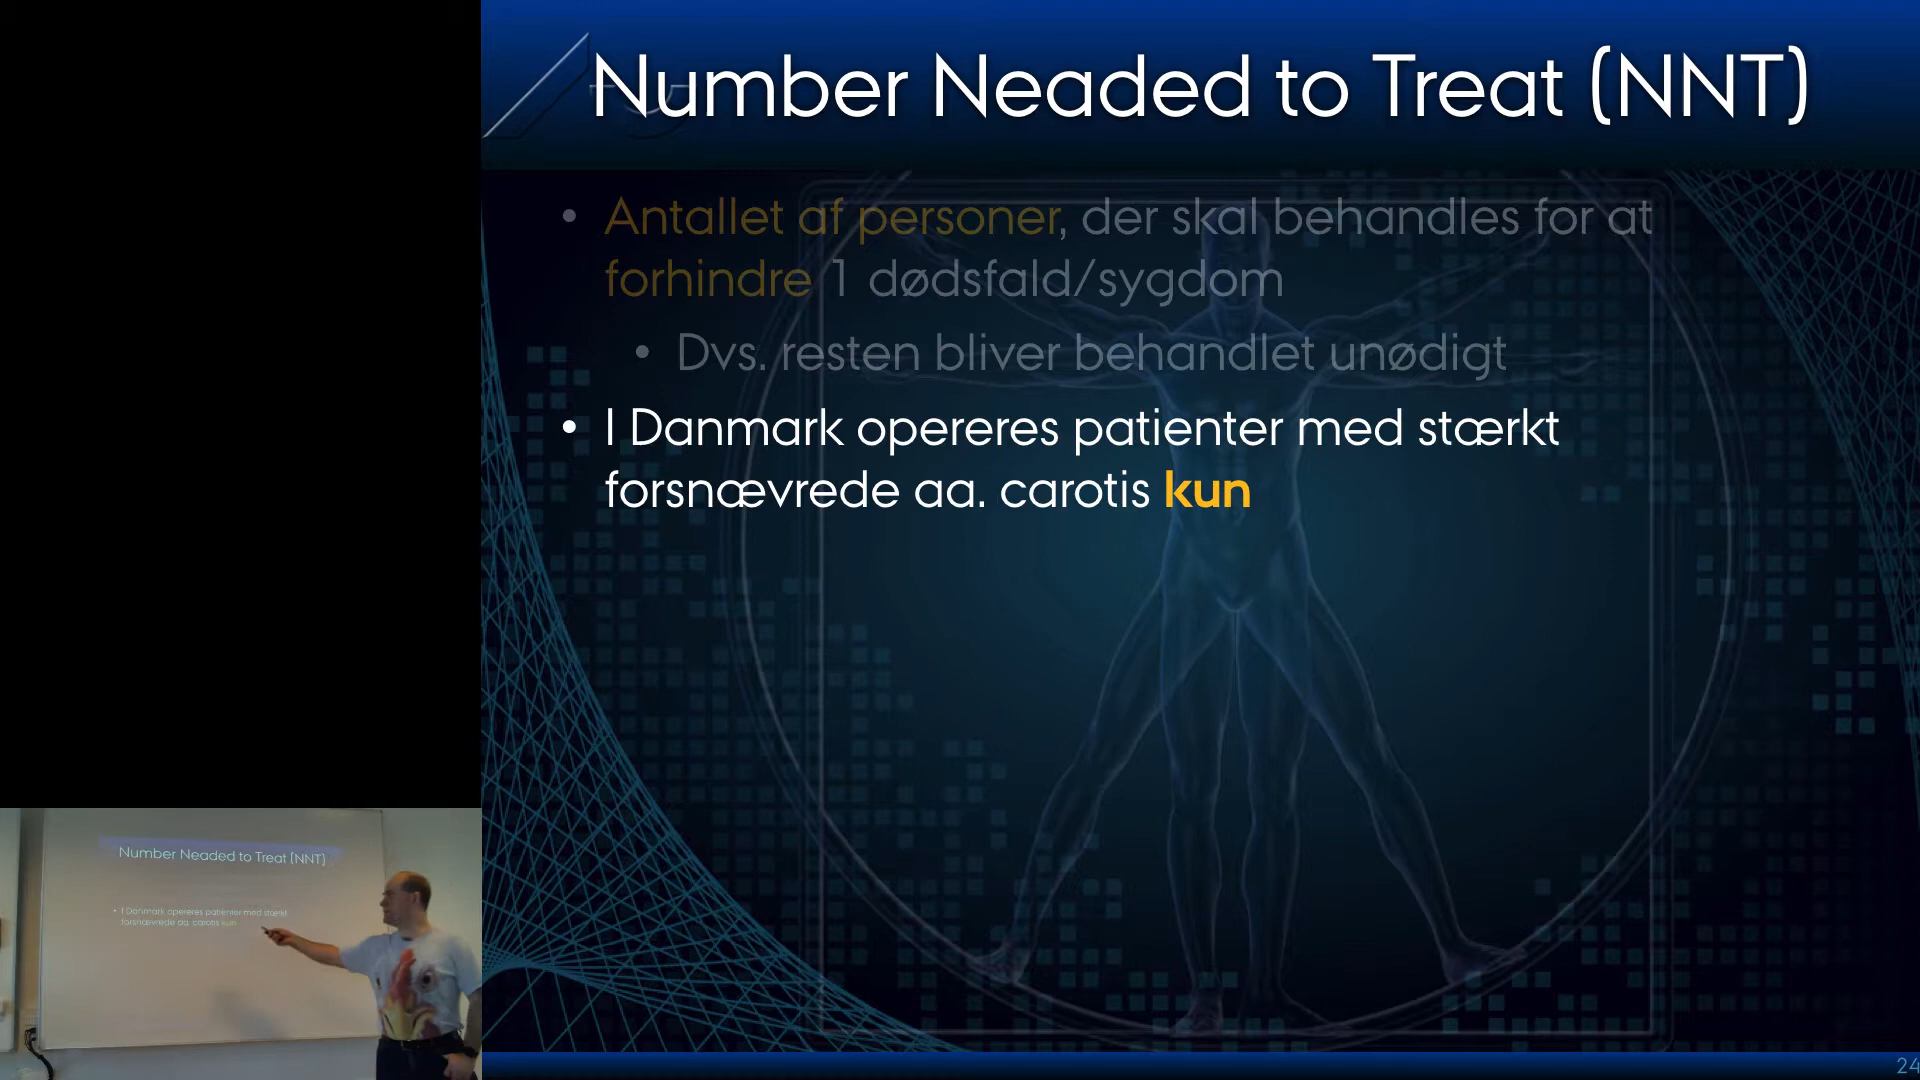 Number Neaded to Treat (NNT)
• Antallet af personer, der skal behandles for at
forhindre 1 dødsfald/sygdom
• Dvs. resten bliver behandlet unødigt
• I Danmark opereres patienter med stærkt
forsnævrede aa. carotis kun
24
Number Neaded to Treat (NNT)
• I Danmark opereres patienter med stærkt
forsnævrede aa. carotis kun